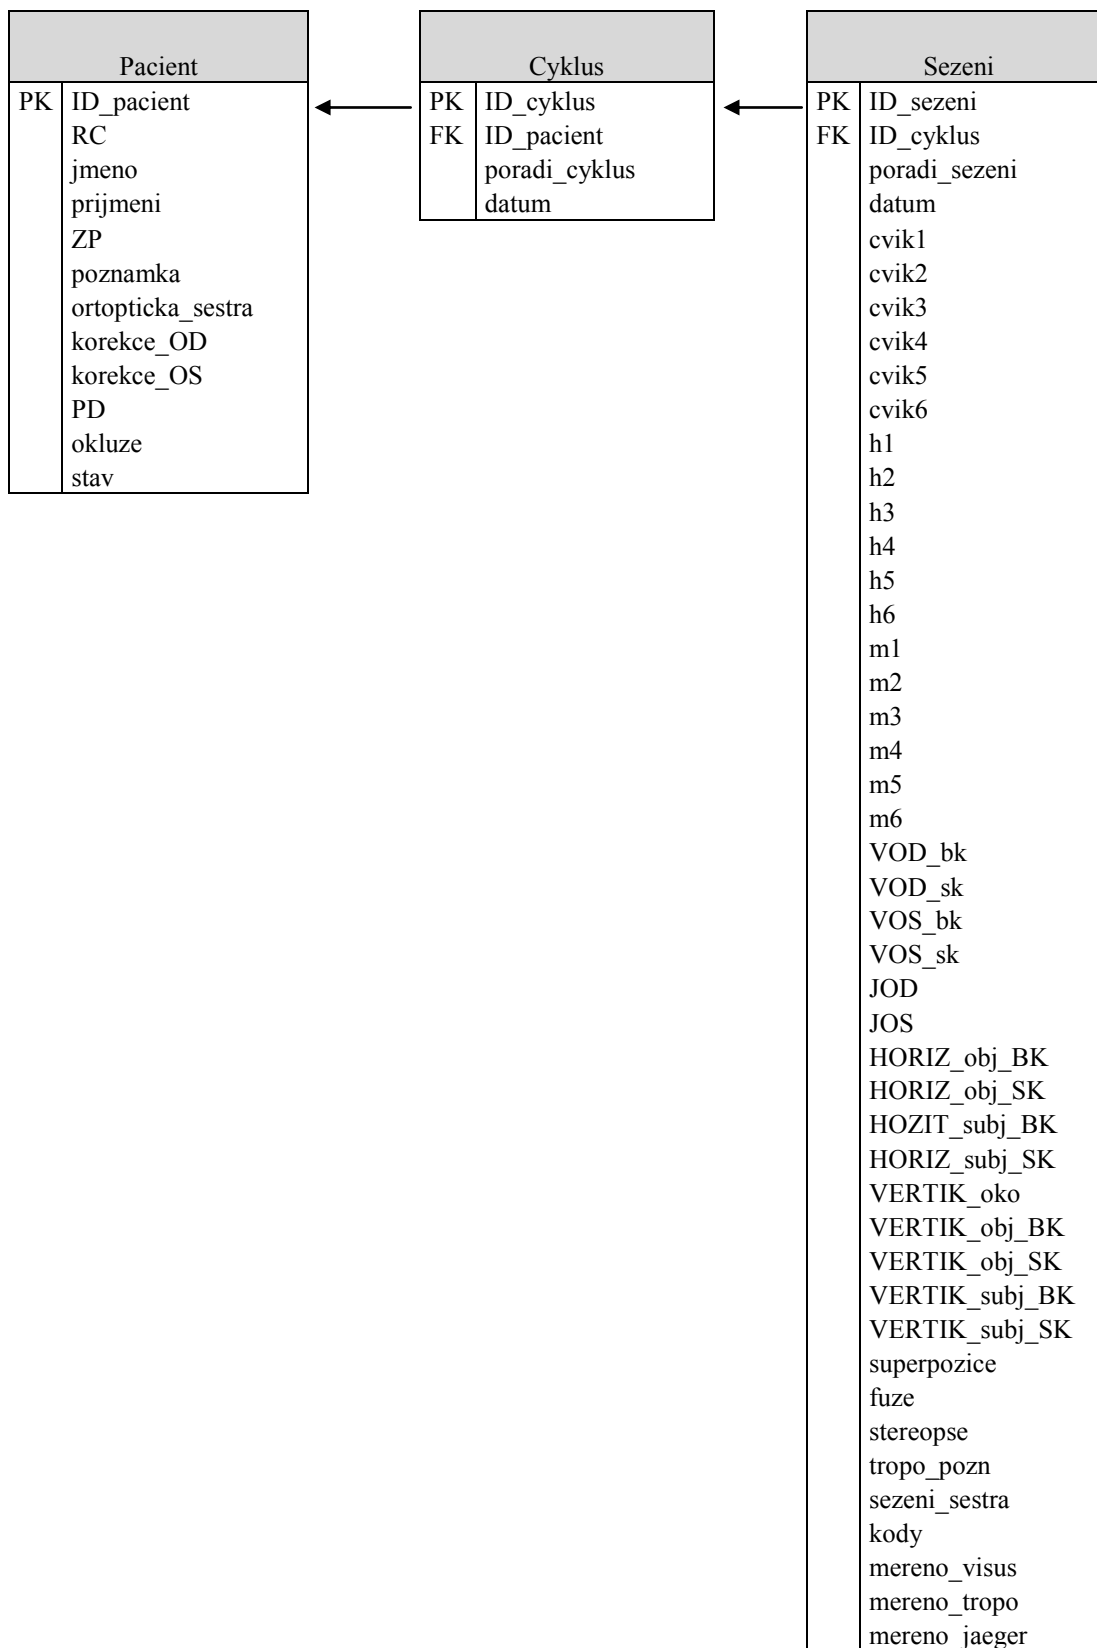 Pacient
PK ID_pacient
RC
jmeno
prijmeni
ZP
poznamka
ortopticka_sestra
korekce_OD
korekce_OS
PD
okluze
stav
Cyklus
PK ID_cyklus
FK ID_pacient
poradi_cyklus
datum
Sezeni
PK ID_sezeni
FK ID_cyklus
poradi_sezeni
datum
cvik1
cvik2
cvik3
cvik4
cvik5
cvik6
h1
h2
h3
h4
h5
h6
m1
m2
m3
m4
m5
m6
VOD_bk
VOD_sk
VOS_bk
VOS_sk
JOD
JOS
HORIZ_obj_BK
HORIZ_obj_SK
HOZIT_subj_BK
HORIZ_subj_SK
VERTIK_oko
VERTIK_obj_BK
VERTIK_obj_SK
VERTIK_subj_BK
VERTIK_subj_SK
superpozice
fuze
stereopse
tropo_pozn
sezeni_sestra
kody
mereno_visus
mereno_tropo
mereno_jaeger